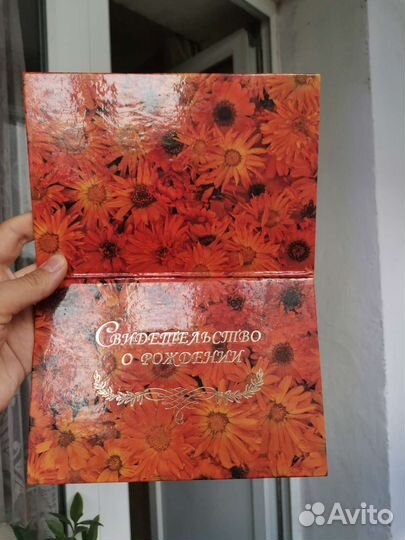 Свидетельство
о рождении
Avito